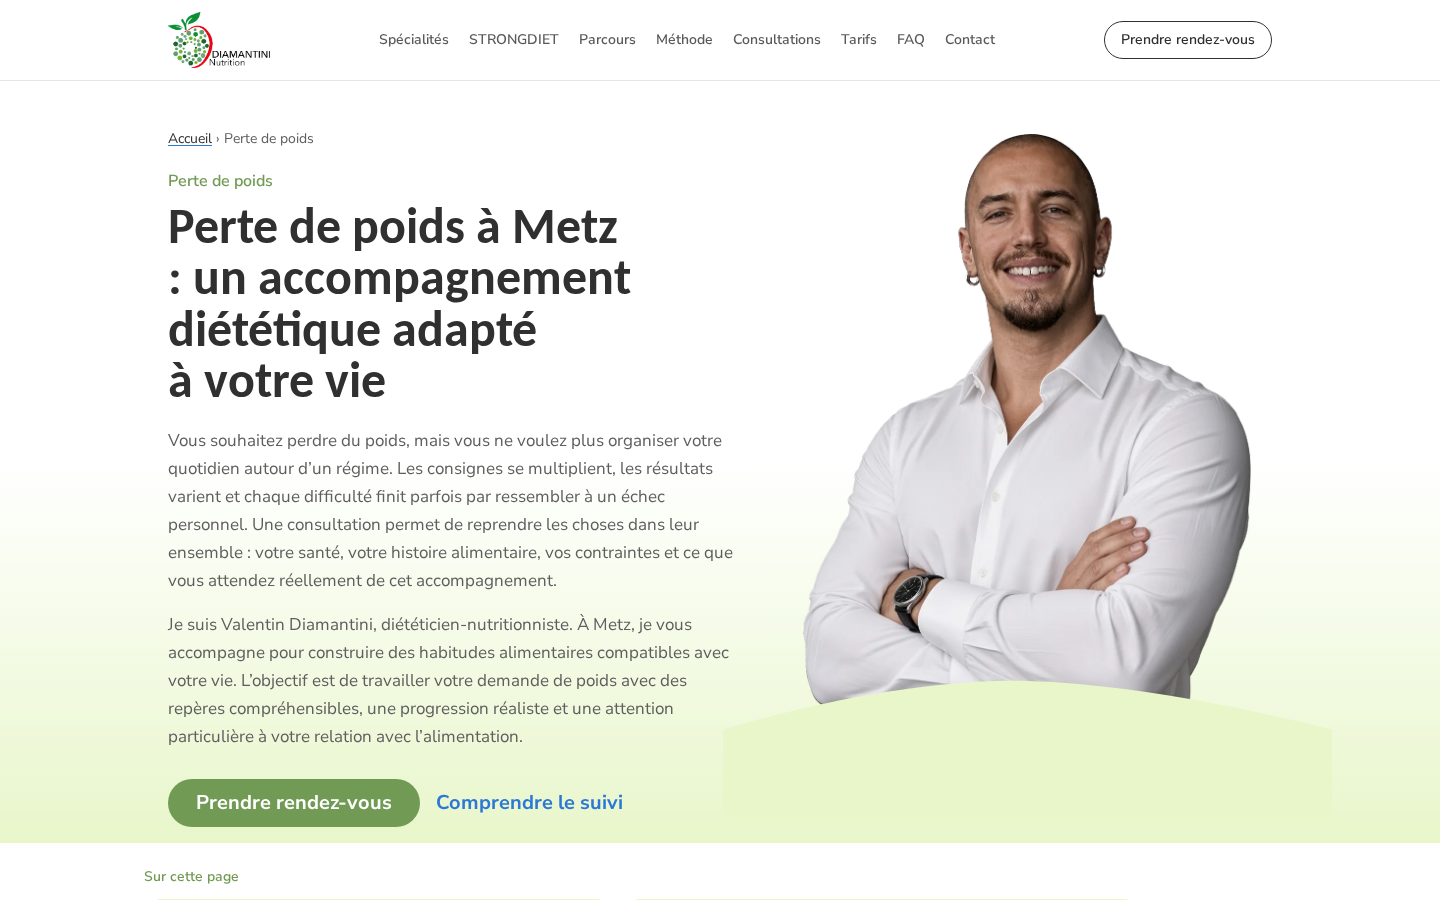 DIAMANTINI
Nutrition
Spécialités
STRONGDIET
Parcours
Méthode
Consultations
Tarifs
FAQ
Contact
Prendre rendez-vous
Accueil › Perte de poids
Perte de poids
Perte de poids à Metz
: un accompagnement
diététique adapté
à votre vie
Vous souhaitez perdre du poids, mais vous ne voulez plus organiser votre
quotidien autour d’un régime. Les consignes se multiplient, les résultats
varient et chaque difficulté finit parfois par ressembler à un échec
personnel. Une consultation permet de reprendre les choses dans leur
ensemble : votre santé, votre histoire alimentaire, vos contraintes et ce que
vous attendez réellement de cet accompagnement.
Je suis Valentin Diamantini, diététicien-nutritionniste. À Metz, je vous
accompagne pour construire des habitudes alimentaires compatibles avec
votre vie. L’objectif est de travailler votre demande de poids avec des
repères compréhensibles, une progression réaliste et une attention
particulière à votre relation avec l’alimentation.
Prendre rendez-vous
Comprendre le suivi
Sur cette page